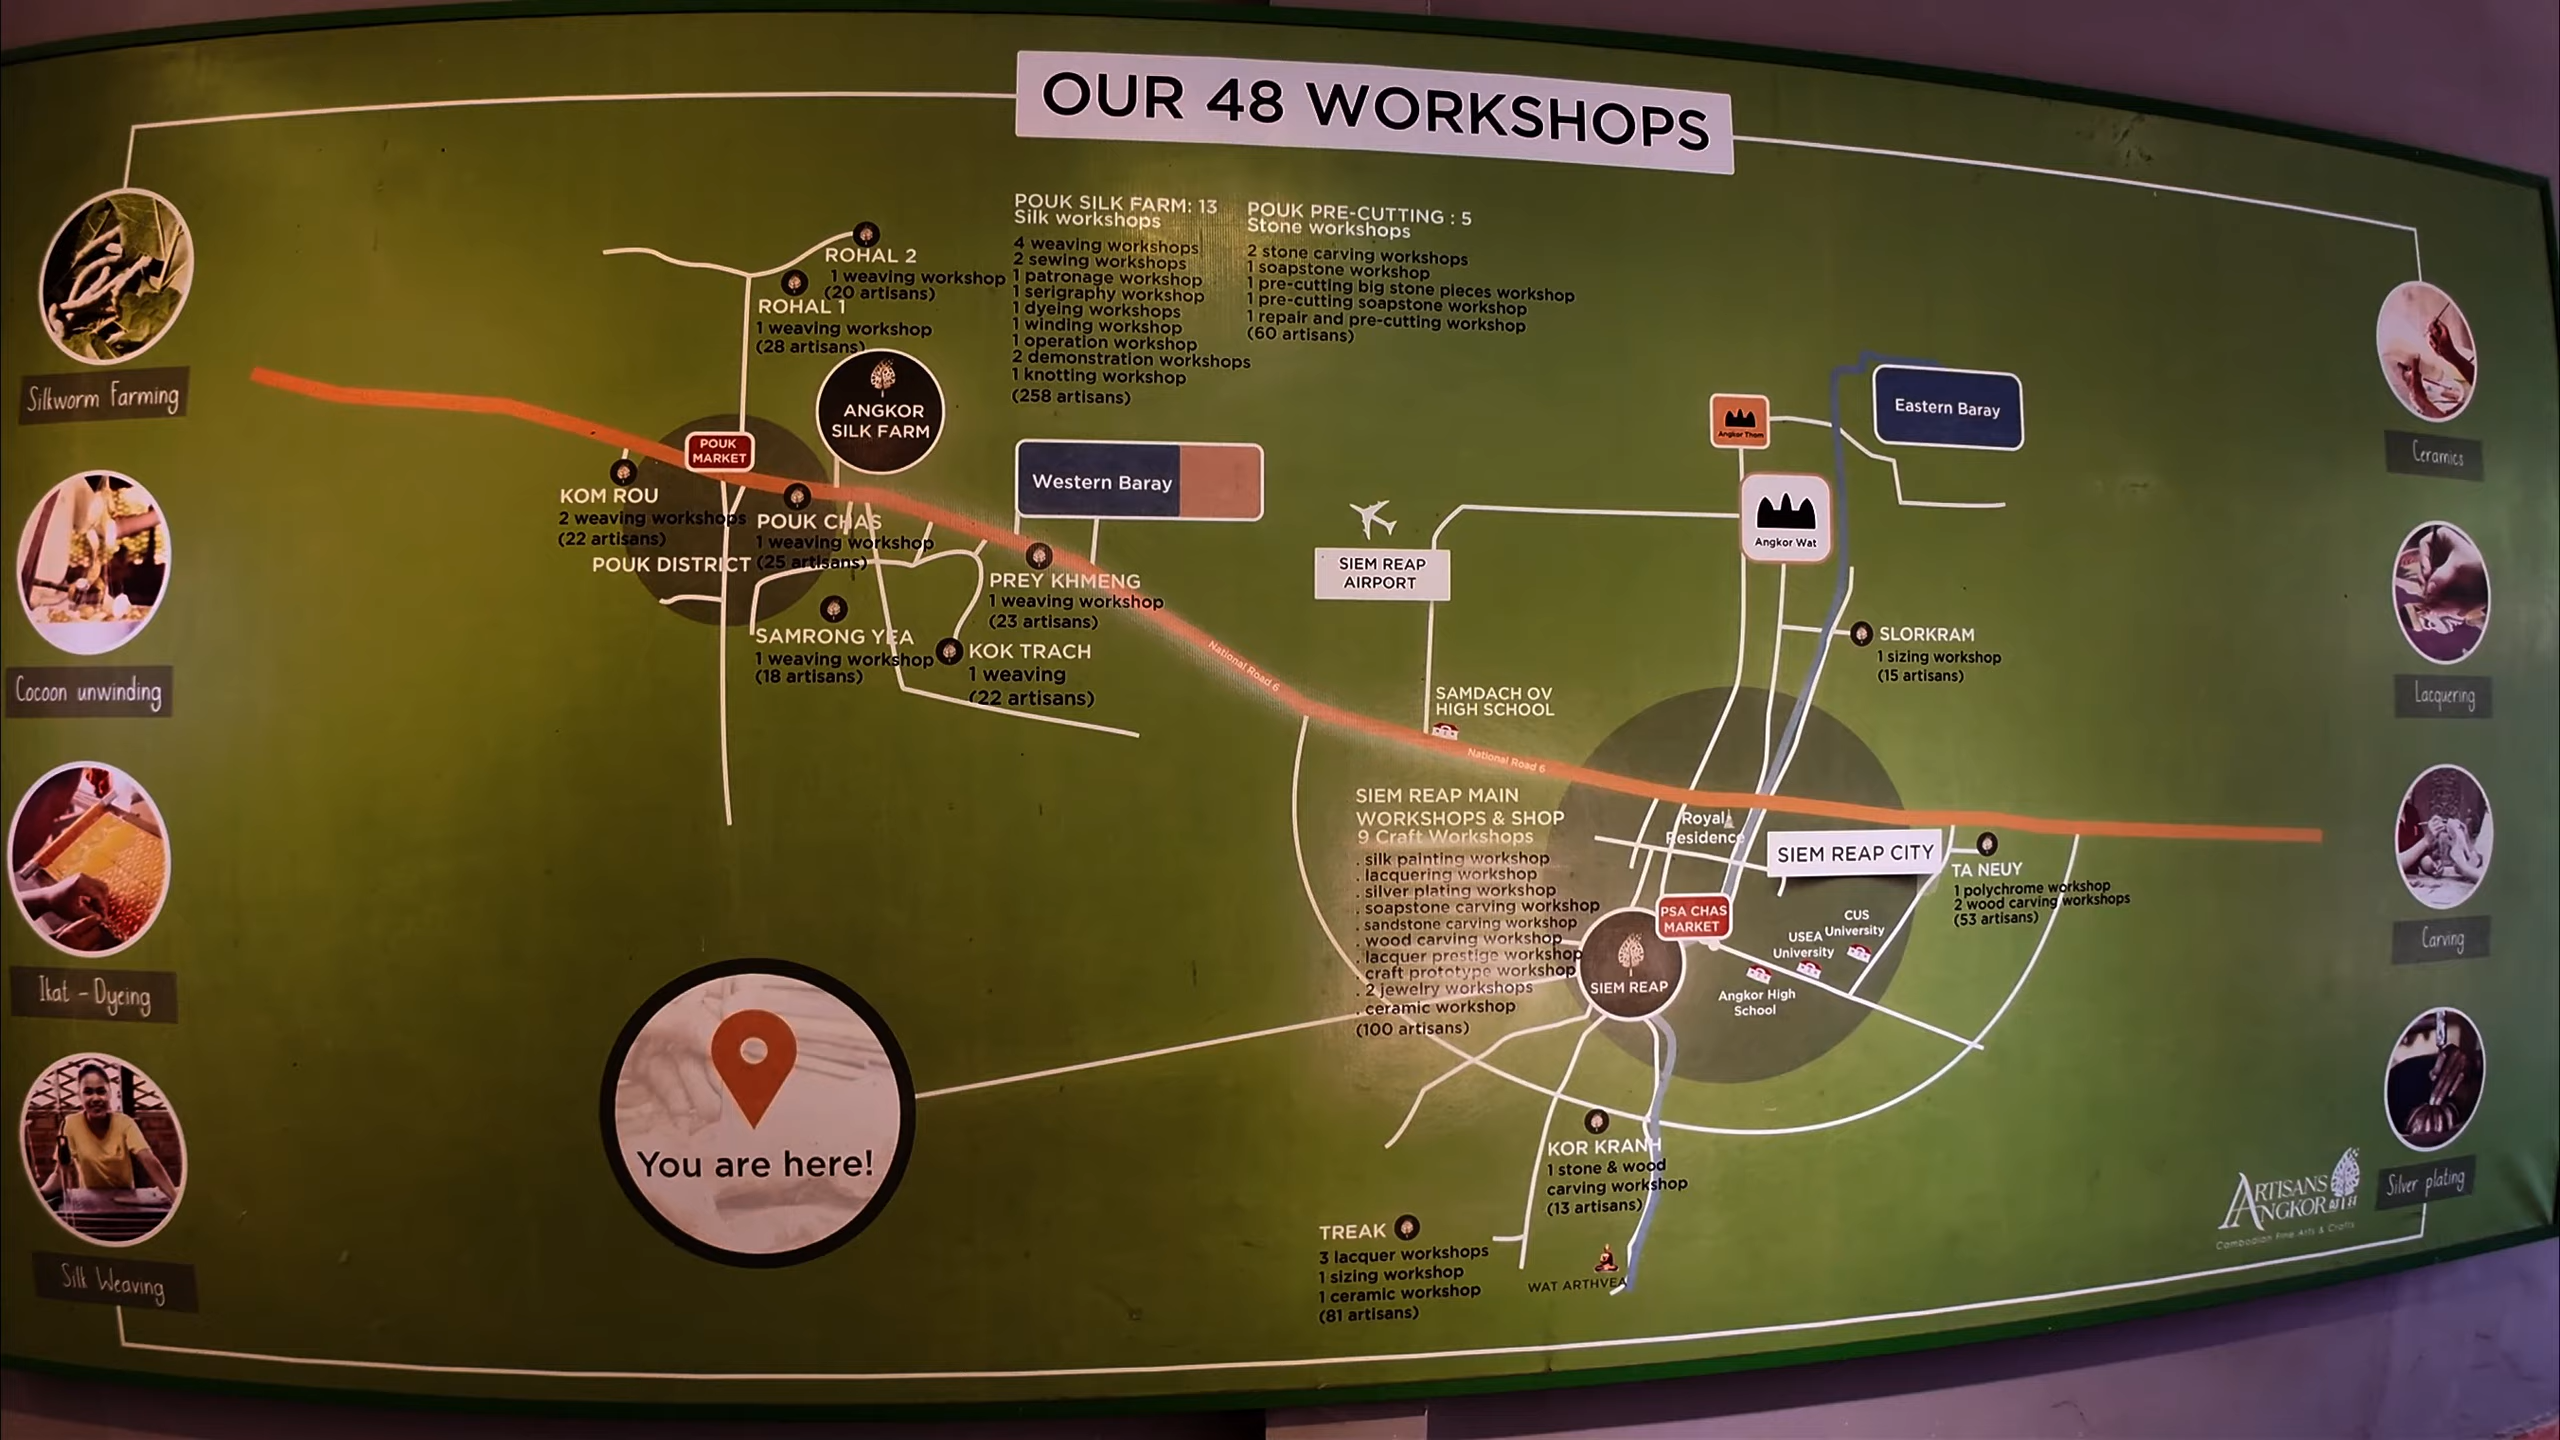 OUR 48 WORKSHOPS
Silkworm Farming
Cocoon unwinding
Ikat - Dyeing
Silk Weaving
ROHAL 2
1 weaving workshop
(20 artisans)
ROHAL 1
1 weaving workshop
(28 artisans)
ANGKOR
SILK FARM
POUK
MARKET
KOM ROU
2 weaving workshops
(22 artisans)
POUK CHAS
1 weaving workshop
(25 artisans)
POUK DISTRICT
SAMRONG YEA
1 weaving workshop
(18 artisans)
PREY KHMENG
1 weaving workshop
(23 artisans)
KOK TRACH
1 weaving
(22 artisans)
POUK SILK FARM: 13
Silk workshops
4 weaving workshops
2 sewing workshops
1 patronage workshop
1 serigraphy workshop
1 dyeing workshops
1 winding workshop
1 operation workshop
2 demonstration workshops
1 knotting workshop
(258 artisans)
POUK PRE-CUTTING : 5
Stone workshops
2 stone carving workshops
1 soapstone workshop
1 pre-cutting big stone pieces workshop
1 pre-cutting soapstone workshop
1 repair and pre-cutting workshop
(60 artisans)
Western Baray
Eastern Baray
Angkor Thom
Angkor Wat
SIEM REAP
AIRPORT
National Road 6
SAMDACH OV
HIGH SCHOOL
National Road 6
SLORKRAM
1 sizing workshop
(15 artisans)
SIEM REAP MAIN
WORKSHOPS & SHOP
9 Craft Workshops
. silk painting workshop
. lacquering workshop
. silver plating workshop
. soapstone carving workshop
. sandstone carving workshop
. wood carving workshop
. lacquer prestige workshop
. craft prototype workshop
. 2 jewelry workshops
. ceramic workshop
(100 artisans)
Royal
Residence
SIEM REAP CITY
TA NEUY
1 polychrome workshop
2 wood carving workshops
(53 artisans)
PSA CHAS
MARKET
SIEM REAP
CUS
University
USEA
University
Angkor High
School
You are here!
KOR KRANH
1 stone & wood
carving workshop
(13 artisans)
TREAK
3 lacquer workshops
1 sizing workshop
1 ceramic workshop
(81 artisans)
WAT ARTHVEA
Ceramics
Lacquering
Carving
Silver plating
ARTISANS
ANGKOR
Cambodian Fine Arts & Crafts